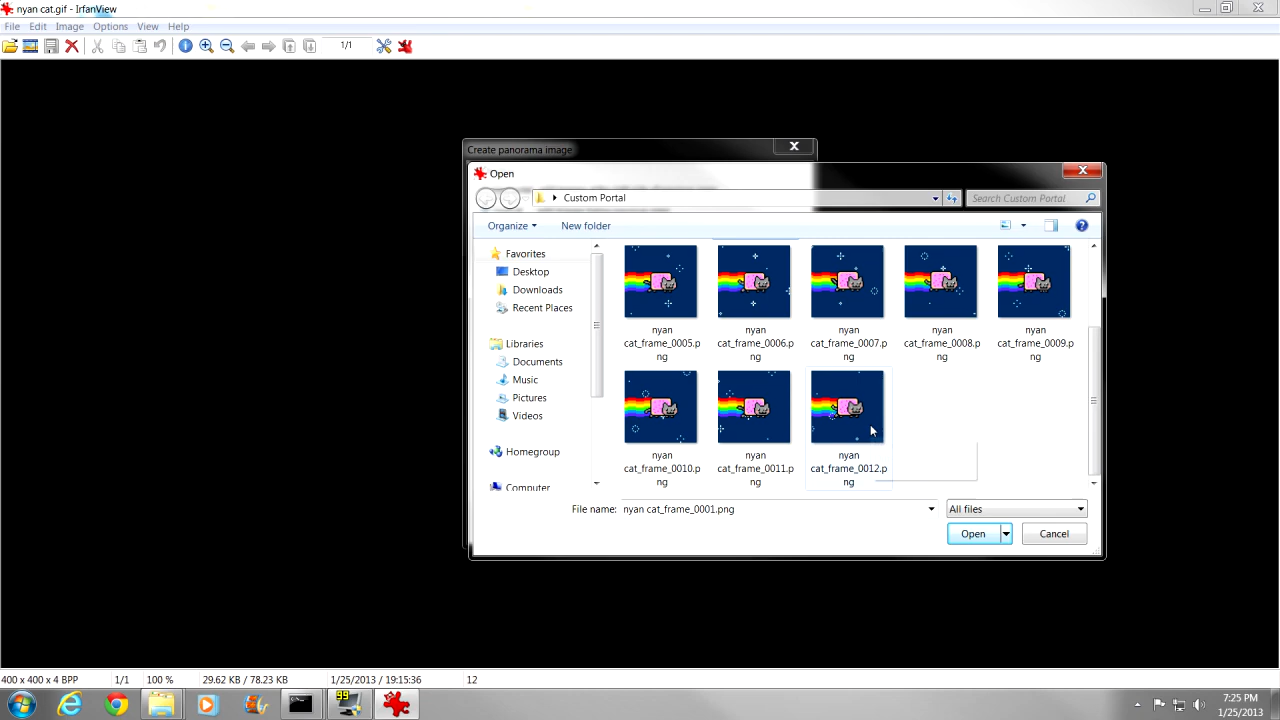 nyan cat.gif - IrfanView
File Edit Image Options View Help
1/1
Create panorama image
Open
Custom Portal
Search Custom Portal
Organize New folder
Favorites
Desktop
Downloads
Recent Places
Libraries
Documents
Music
Pictures
Videos
Homegroup
Computer
nyan
cat_frame_0005.p
ng
nyan
cat_frame_0006.p
ng
nyan
cat_frame_0007.p
ng
nyan
cat_frame_0008.p
ng
nyan
cat_frame_0009.p
ng
nyan
cat_frame_0010.p
ng
nyan
cat_frame_0011.p
ng
nyan
cat_frame_0012.p
ng
File name: nyan cat_frame_0001.png
All files
Open Cancel
400 x 400 x 4 BPP 1/1 100 % 29.62 KB / 78.23 KB 1/25/2013 / 19:15:36 12
99
7:25 PM
1/25/2013